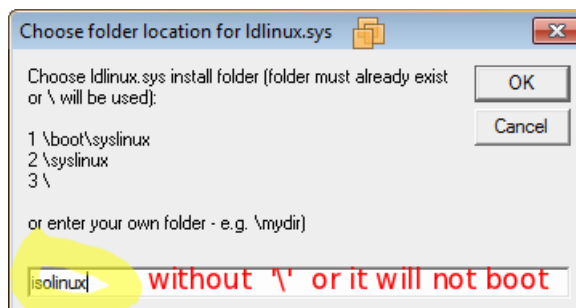 Choose folder location for ldlinux.sys
Choose ldlinux.sys install folder (folder must already exist
or \ will be used):
OK
Cancel
1 \boot\syslinux
2 \syslinux
3 \
or enter your own folder - e.g. \mydir)
isolinux
without '\' or it will not boot